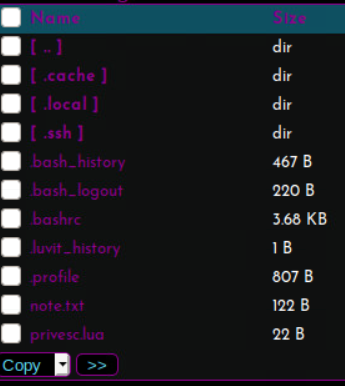 Name Size
[ .. ] dir
[ .cache ] dir
[ .local ] dir
[ .ssh ] dir
.bash_history 467 B
.bash_logout 220 B
.bashrc 3.68 KB
.luvit_history 1 B
.profile 807 B
note.txt 122 B
privesc.lua 22 B
Copy >>